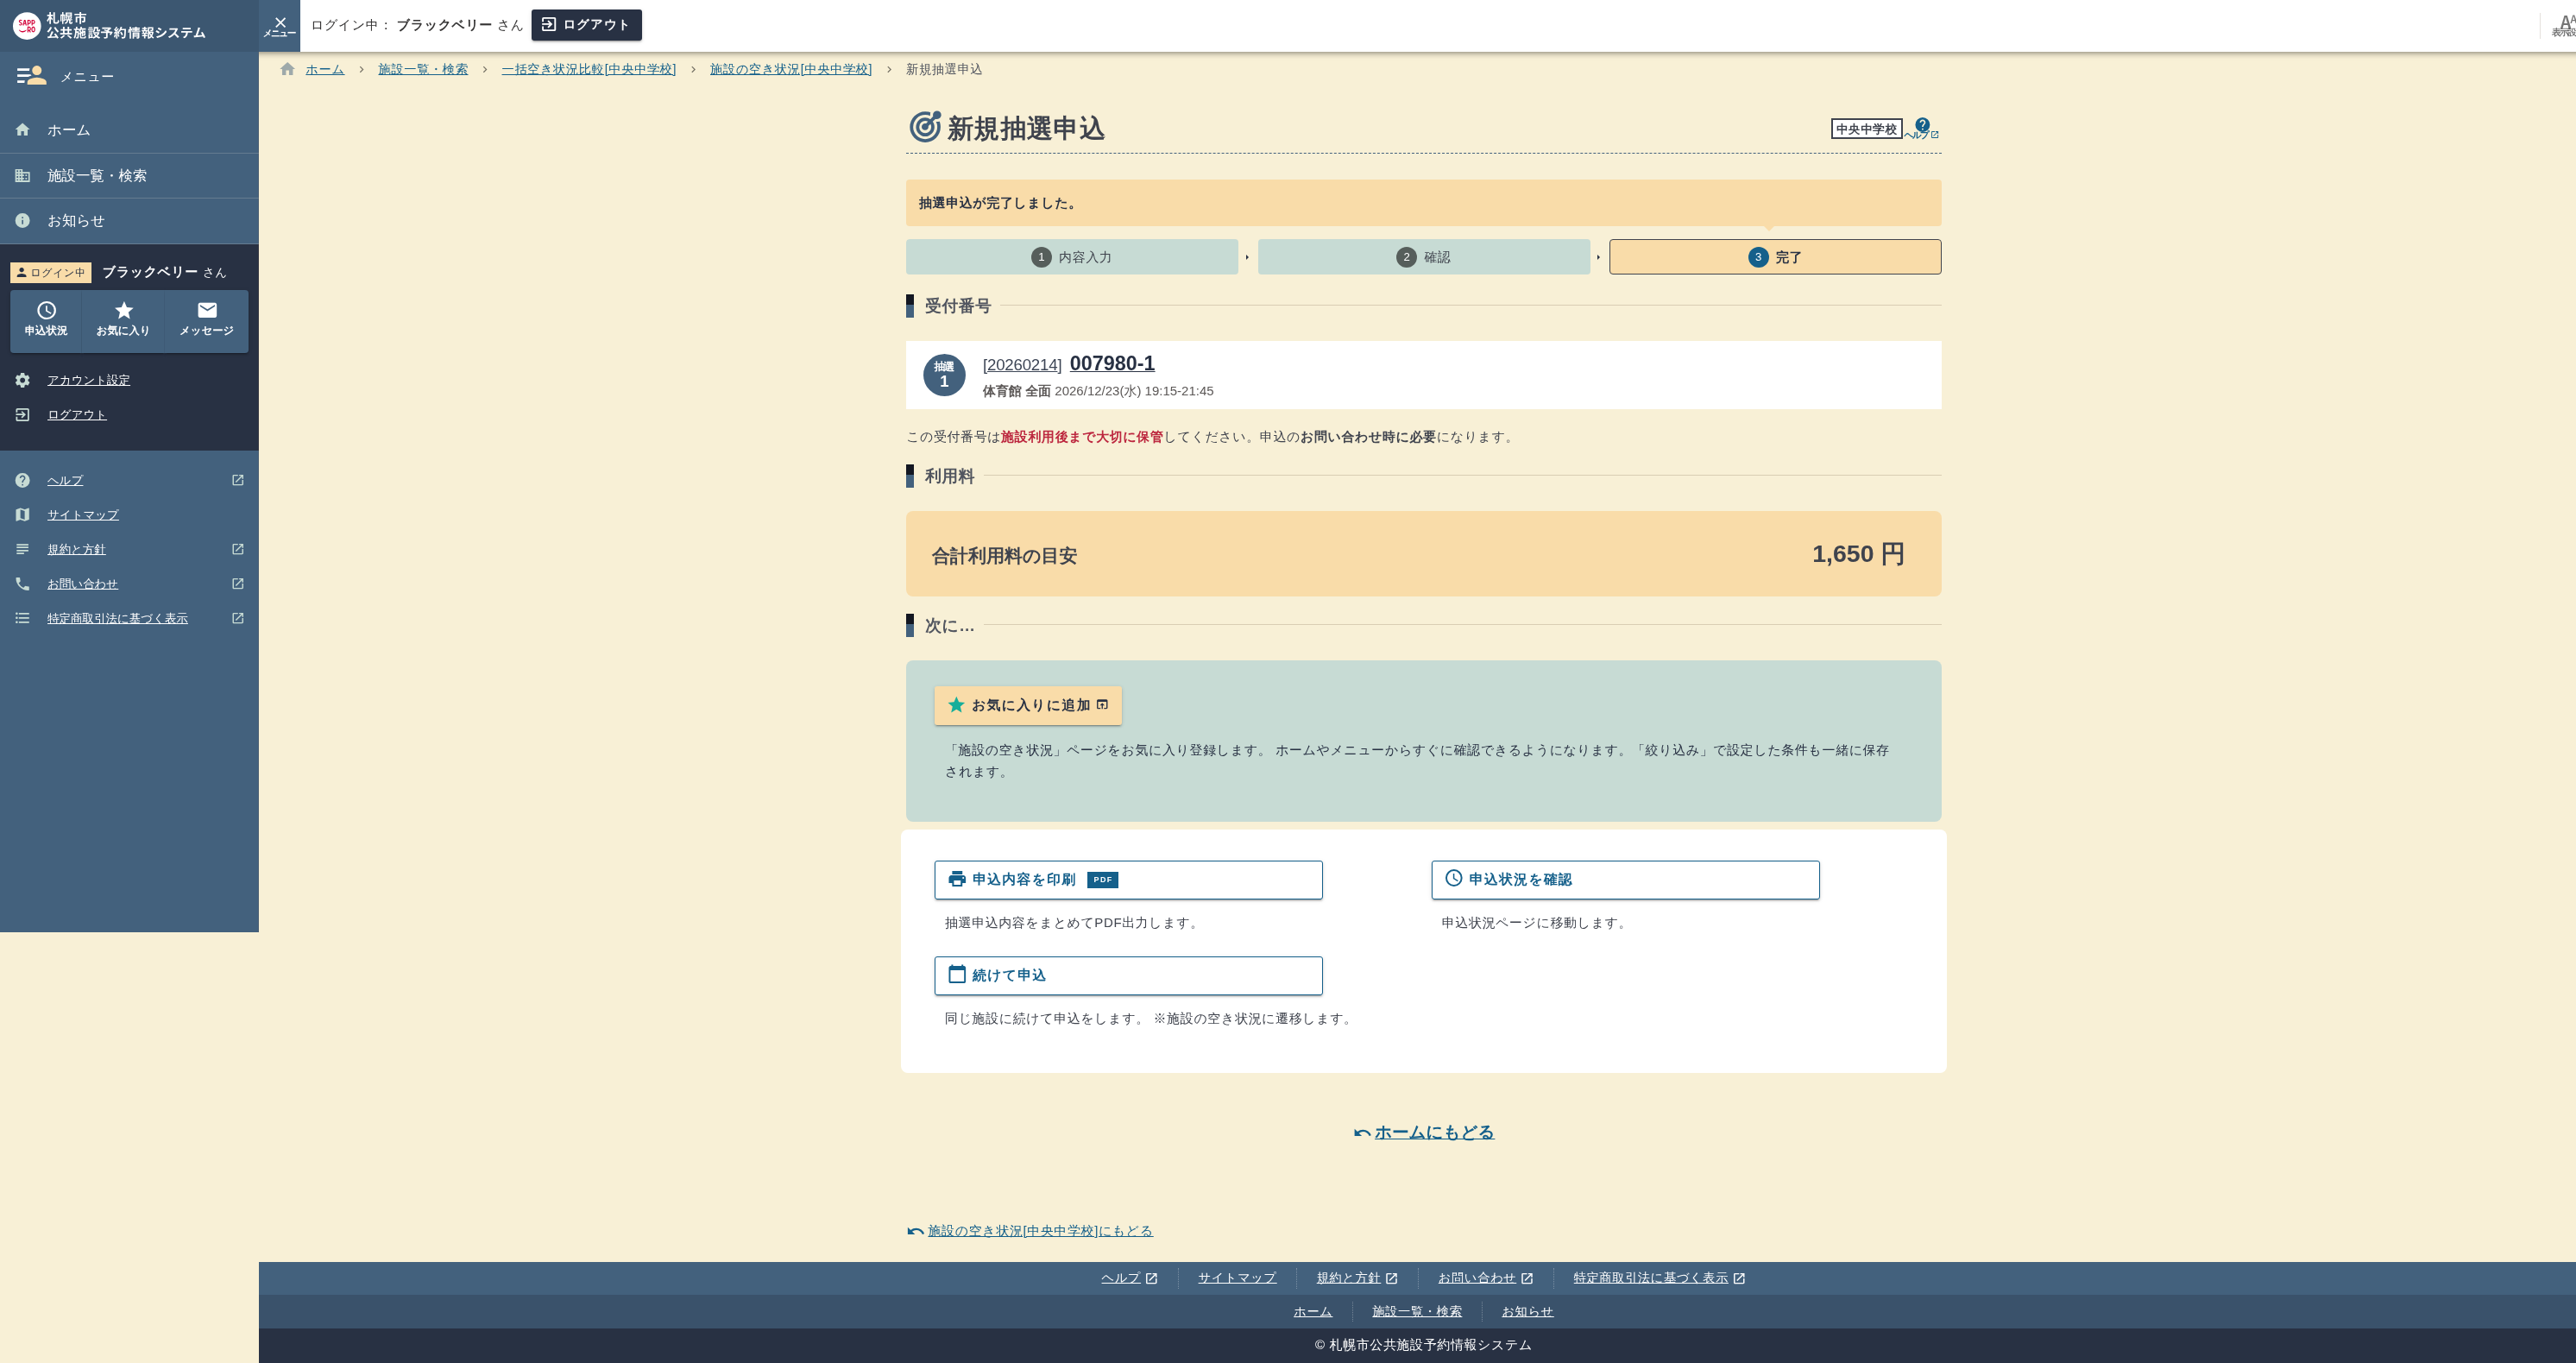 札幌市
公共施設予約情報システム
メニュー
ログイン中： ブラックベリー さん
ログアウト
メニュー
ホーム
施設一覧・検索
お知らせ
ログイン中 ブラックベリー さん
申込状況 お気に入り メッセージ
アカウント設定
ログアウト
ヘルプ
サイトマップ
規約と方針
お問い合わせ
特定商取引法に基づく表示
ホーム › 施設一覧・検索 › 一括空き状況比較[中央中学校] › 施設の空き状況[中央中学校] › 新規抽選申込
新規抽選申込
中央中学校 ヘルプ
抽選申込が完了しました。
1 内容入力 2 確認 3 完了
受付番号
抽選
1
[20260214] 007980-1
体育館 全面 2026/12/23(水) 19:15-21:45
この受付番号は施設利用後まで大切に保管してください。申込のお問い合わせ時に必要になります。
利用料
合計利用料の目安 1,650 円
次に…
お気に入りに追加
「施設の空き状況」ページをお気に入り登録します。 ホームやメニューからすぐに確認できるようになります。「絞り込み」で設定した条件も一緒に保存
されます。
申込内容を印刷 PDF
抽選申込内容をまとめてPDF出力します。
申込状況を確認
申込状況ページに移動します。
続けて申込
同じ施設に続けて申込をします。 ※施設の空き状況に遷移します。
ホームにもどる
施設の空き状況[中央中学校]にもどる
ヘルプ サイトマップ 規約と方針 お問い合わせ 特定商取引法に基づく表示
ホーム 施設一覧・検索 お知らせ
© 札幌市公共施設予約情報システム